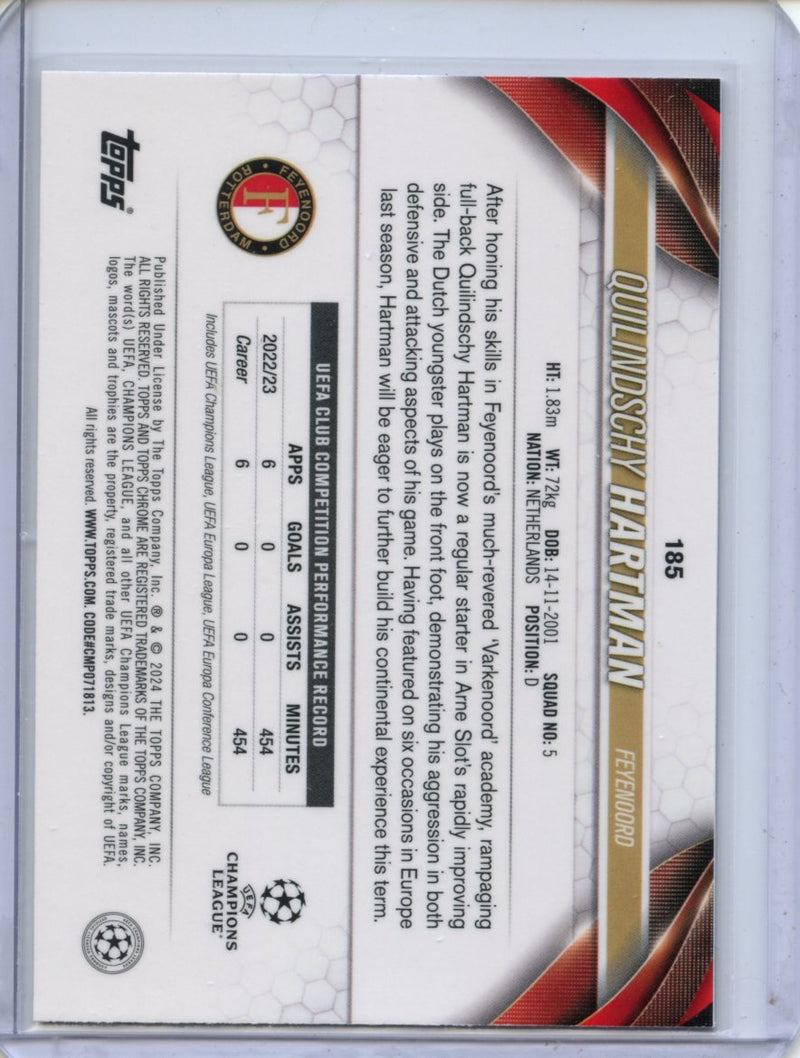 185
QUILINDSCHY HARTMAN FEYENOORD
HT: 1.83m WT: 72kg DOB: 14-11-2001 SQUAD NO: 5
NATION: NETHERLANDS POSITION: D
After honing his skills in Feyenoord's much-revered 'Varkenoord' academy, rampaging
full-back Quilindschy Hartman is now a regular starter in Arne Slot's rapidly improving
side. The Dutch youngster plays on the front foot, demonstrating his aggression in both
defensive and attacking aspects of his game. Having featured on six occasions in Europe
last season, Hartman will be eager to further build his continental experience this term.
FEYENOORD
F
ROTTERDAM
UEFA CLUB COMPETITION PERFORMANCE RECORD
APPS GOALS ASSISTS MINUTES
2022/23 6 0 0 454
Career 6 0 0 454
Includes UEFA Champions League, UEFA Europa League, UEFA Europa Conference League
UEFA
CHAMPIONS
LEAGUE®
topps®
Published Under License by The Topps Company, Inc. ® & © 2024 THE TOPPS COMPANY, INC.
ALL RIGHTS RESERVED. TOPPS AND TOPPS CHROME ARE REGISTERED TRADEMARKS OF THE TOPPS COMPANY, INC.
The word(s) UEFA, CHAMPIONS LEAGUE, and all other UEFA Champions League marks, names,
logos, mascots and trophies are the property, registered trade marks, designs and/or copyright of UEFA.
All rights reserved. WWW.TOPPS.COM. CODE#CMP071813.